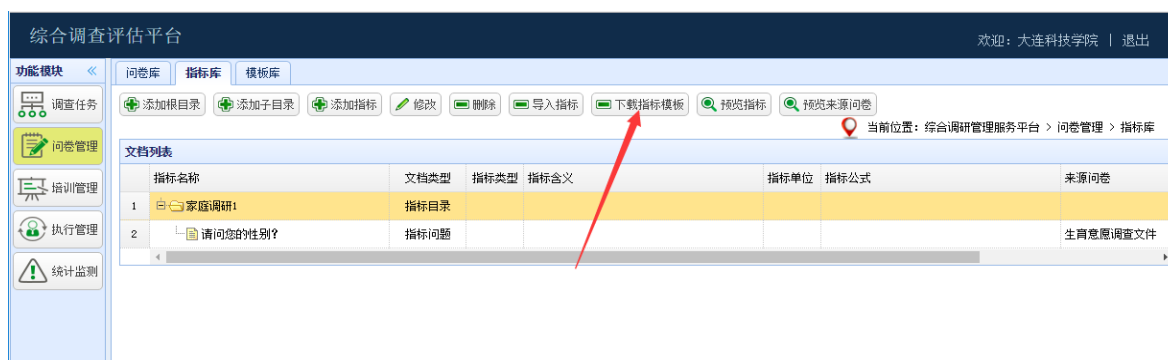 综合调查评估平台
欢迎：大连科技学院 | 退出
功能模块 «
问卷库 指标库 模板库
调查任务
添加根目录 添加子目录 添加指标 修改 删除 导入指标 下载指标模板 预览指标 预览来源问卷
当前位置：综合调研管理服务平台 > 问卷管理 > 指标库
问卷管理
文档列表
指标名称 文档类型 指标类型 指标含义 指标单位 指标公式 来源问卷
培训管理
1 家庭调研1 指标目录
执行管理
2 请问您的性别? 指标问题 生育意愿调查文件
统计监测